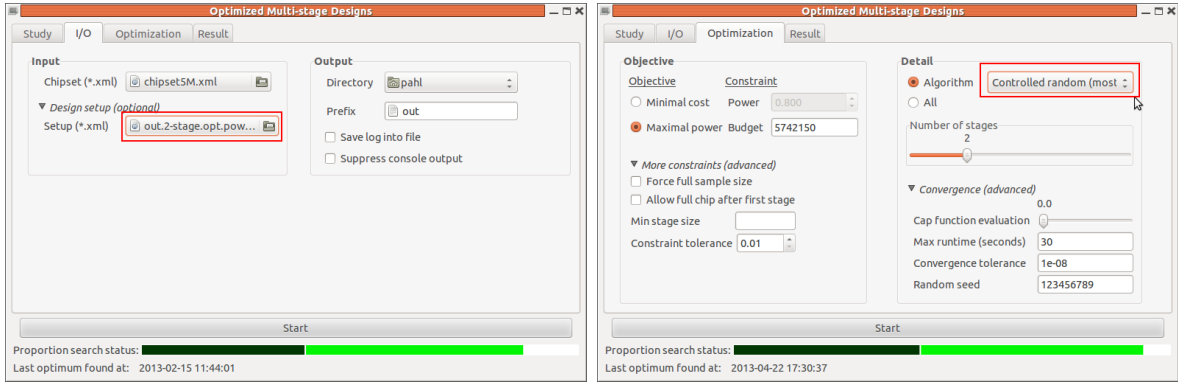 Optimized Multi-stage Designs
Study I/O Optimization Result
Input
Chipset (*.xml) chipset5M.xml
Design setup (optional)
Setup (*.xml) out.2-stage.opt.pow...
Output
Directory pahl
Prefix out
Save log into file
Suppress console output
Start
Proportion search status:
Last optimum found at: 2013-02-15 11:44:01
Optimized Multi-stage Designs
Study I/O Optimization Result
Objective
Objective Constraint
Minimal cost Power 0.800
Maximal power Budget 5742150
More constraints (advanced)
Force full sample size
Allow full chip after first stage
Min stage size
Constraint tolerance 0.01
Detail
Algorithm Controlled random (most
All
Number of stages
2
Convergence (advanced)
0.0
Cap function evaluation
Max runtime (seconds) 30
Convergence tolerance 1e-08
Random seed 123456789
Start
Proportion search status:
Last optimum found at: 2013-04-22 17:30:37